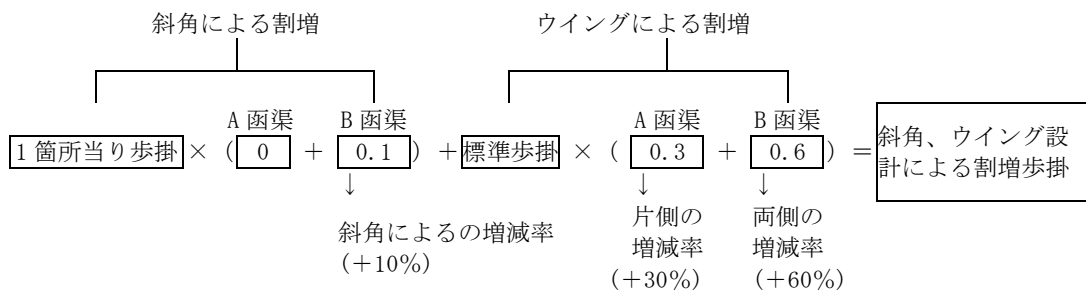 斜角による割増 ウイングによる割増
A 函渠 B 函渠 A 函渠 B 函渠
1 箇所当り歩掛 × ( 0 + 0.1 ) + 標準歩掛 × ( 0.3 + 0.6 ) = 斜角、ウイング設
計による割増歩掛
↓ ↓ ↓
斜角によるの増減率
(+10%)
片側の
増減率
(+30%)
両側の
増減率
(+60%)